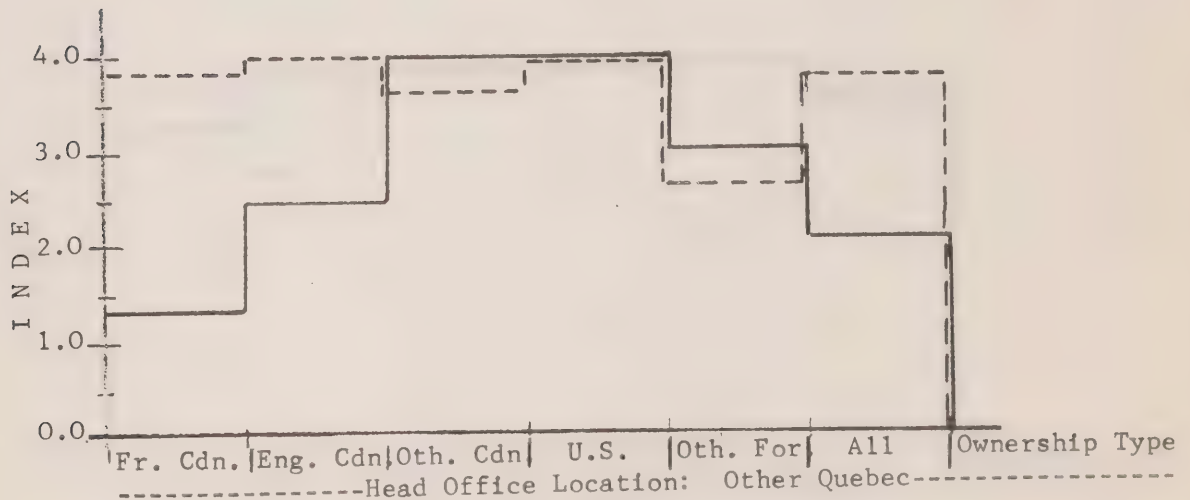 4.0
3.0
INDEX
2.0
1.0
0.0
Fr. Cdn. Eng. Cdn Oth. Cdn U.S. Oth. For All Ownership Type
Head Office Location: Other Quebec